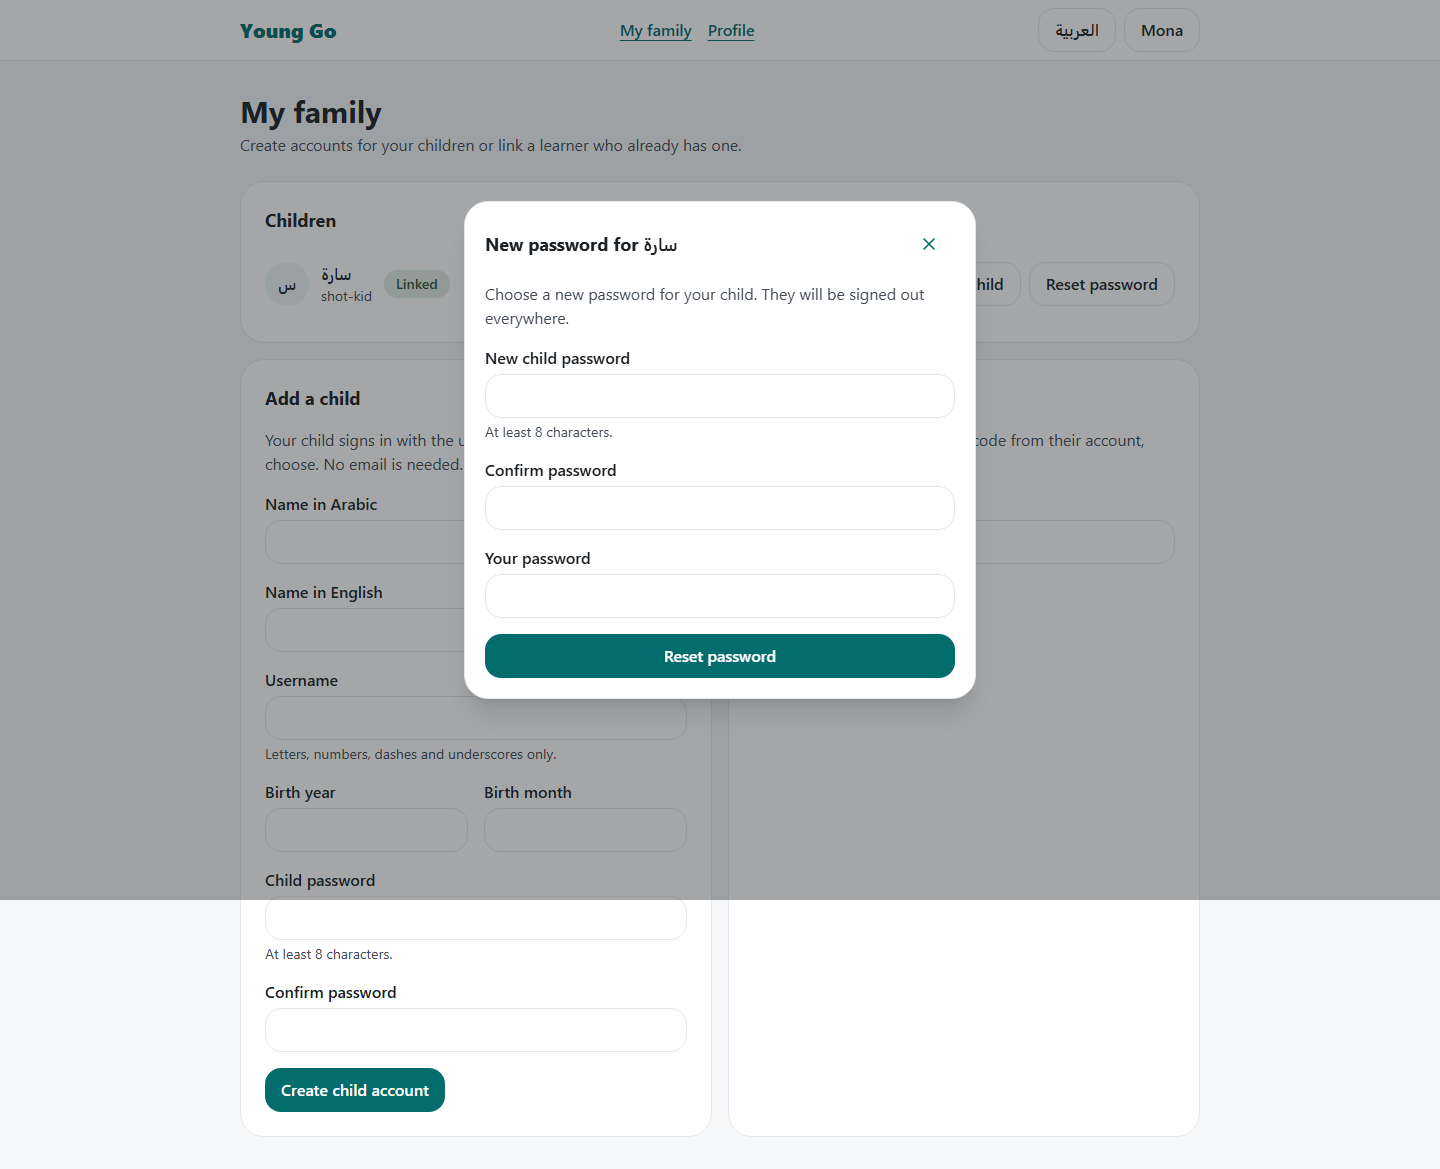 Young Go
My family
Profile
العربية
Mona
My family
Create accounts for your children or link a learner who already has one.
Children
س
سارة
shot-kid
Linked
Reset password
Add a child
Your child signs in with the
choose. No email is needed.
code from their account,
Name in Arabic
Name in English
Username
Letters, numbers, dashes and underscores only.
Birth year
Birth month
Child password
At least 8 characters.
Confirm password
Create child account
New password for سارة
Choose a new password for your child. They will be signed out
everywhere.
New child password
At least 8 characters.
Confirm password
Your password
Reset password